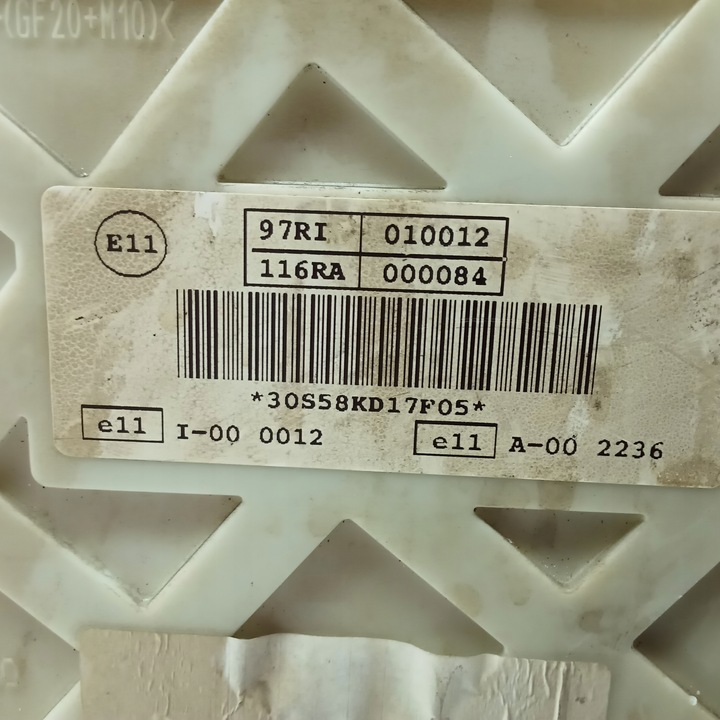 (GF20+M10)<
E11
97RI 010012
116RA 000084
*30S58KD17F05*
e11 I-00 0012
e11 A-00 2236